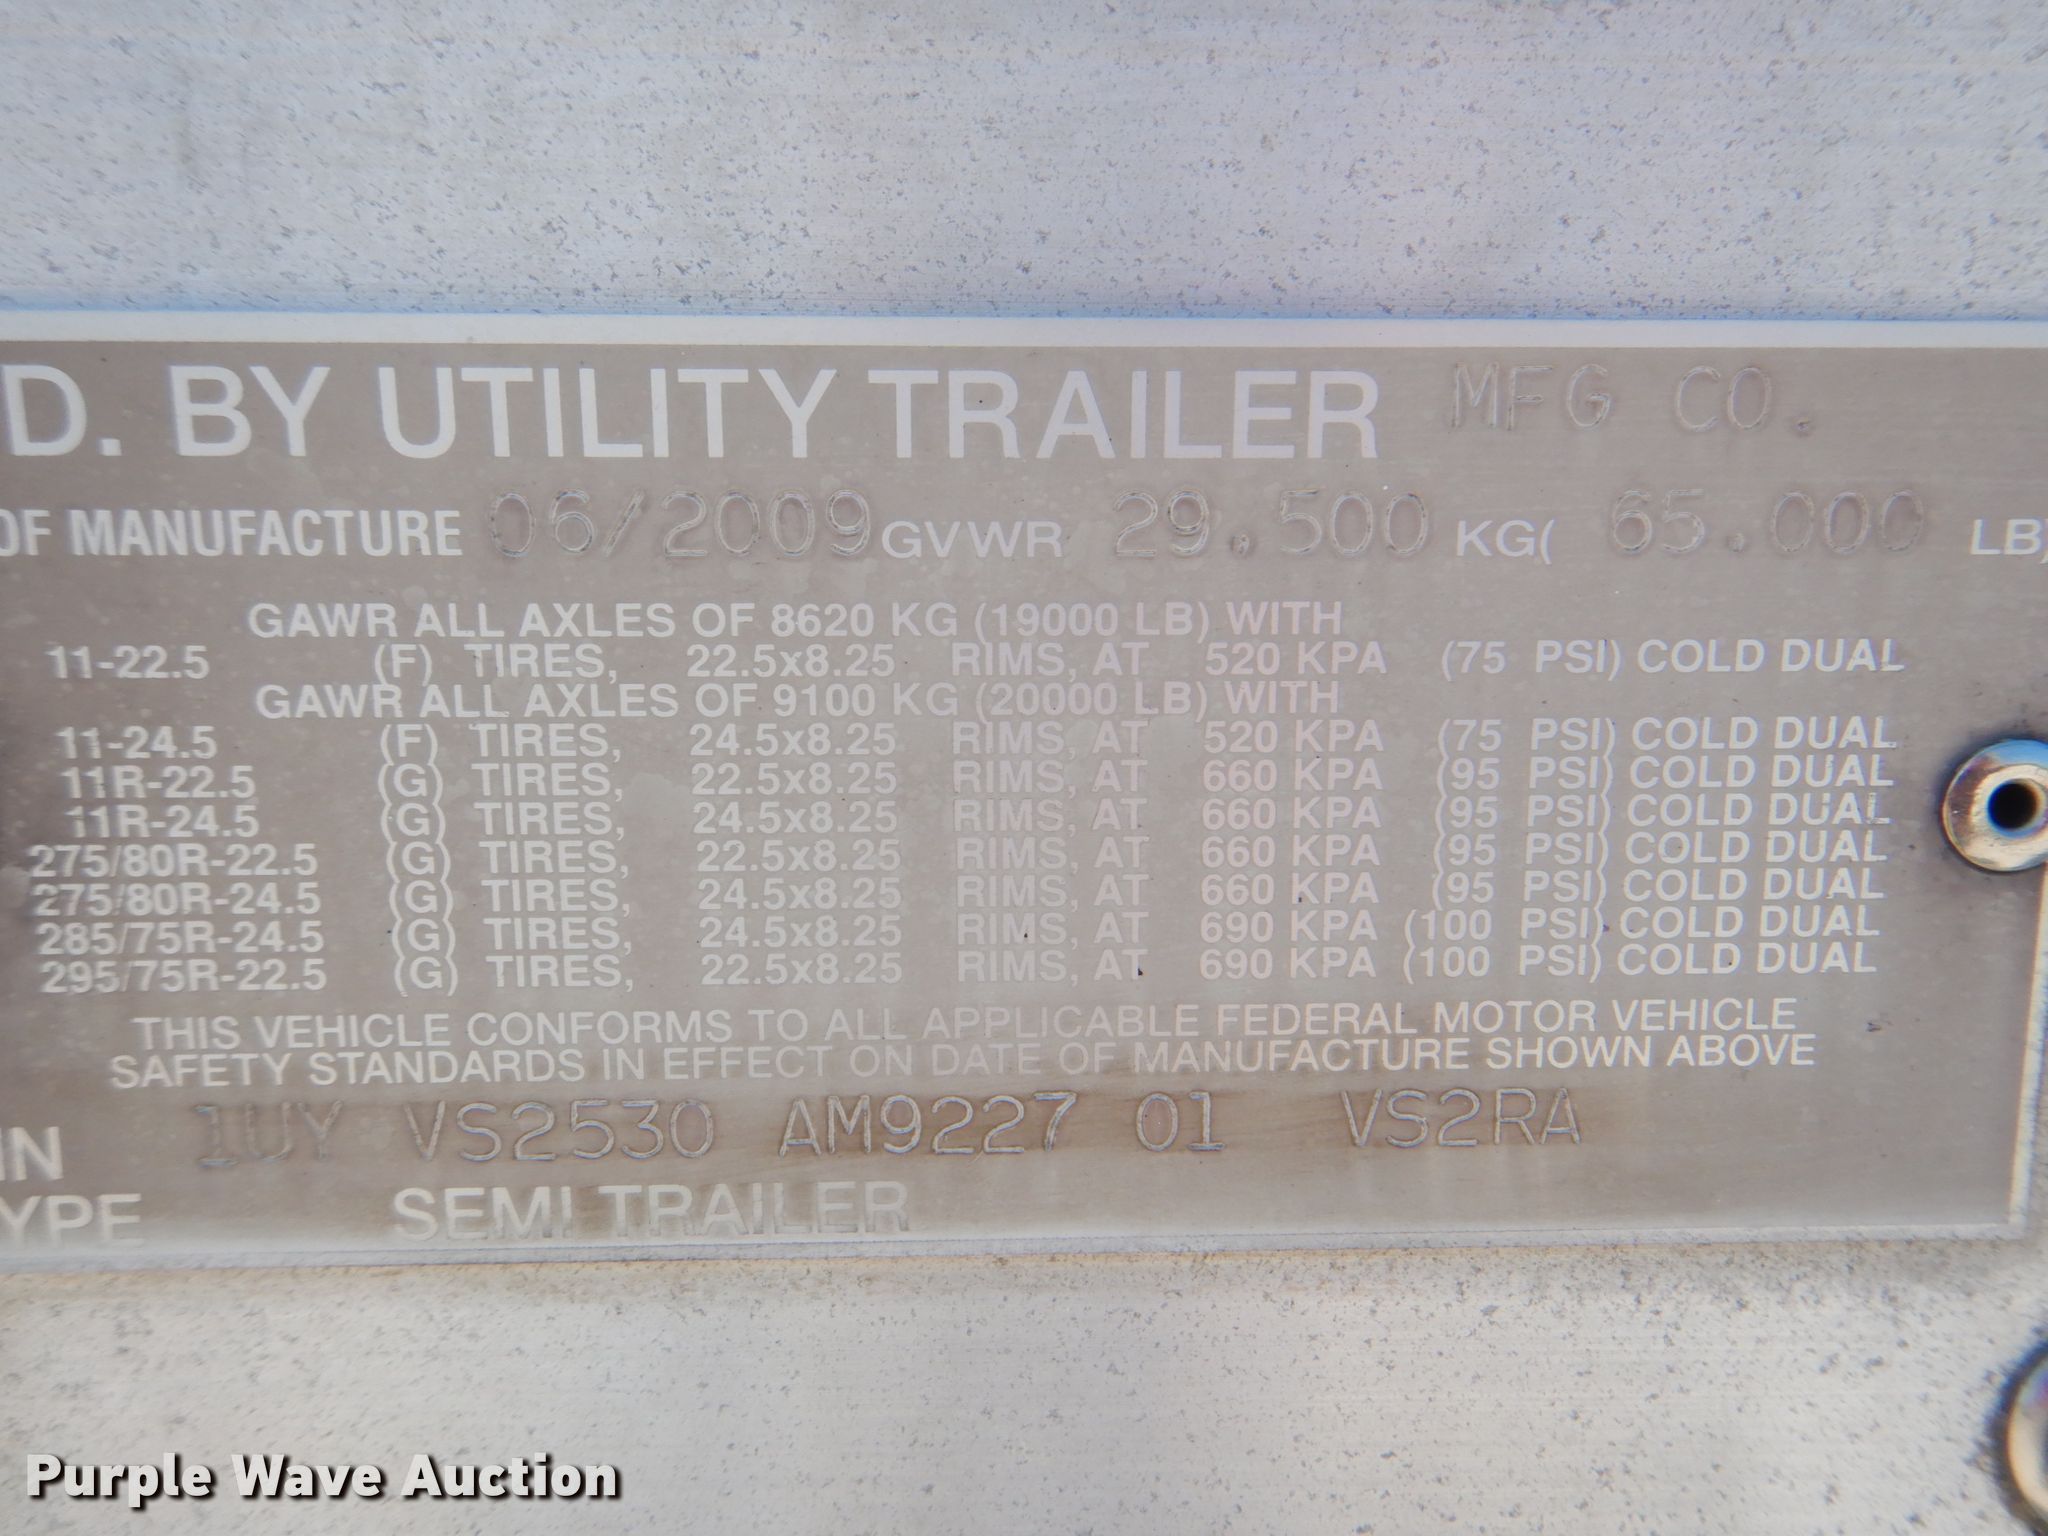 D. BY UTILITY TRAILER MFG CO.
OF MANUFACTURE 06/2009 GVWR 29.500 KG( 65.000 LB)
GAWR ALL AXLES OF 8620 KG (19000 LB) WITH
11-22.5 (F) TIRES, 22.5x8.25 RIMS, AT 520 KPA (75 PSI) COLD DUAL
GAWR ALL AXLES OF 9100 KG (20000 LB) WITH
11-24.5 (F) TIRES, 24.5x8.25 RIMS, AT 520 KPA (75 PSI) COLD DUAL
11R-22.5 (G) TIRES, 22.5x8.25 RIMS, AT 660 KPA (95 PSI) COLD DUAL
11R-24.5 (G) TIRES, 24.5x8.25 RIMS, AT 660 KPA (95 PSI) COLD DUAL
275/80R-22.5 (G) TIRES, 22.5x8.25 RIMS, AT 660 KPA (95 PSI) COLD DUAL
275/80R-24.5 (G) TIRES, 24.5x8.25 RIMS, AT 660 KPA (95 PSI) COLD DUAL
285/75R-24.5 (G) TIRES, 24.5x8.25 RIMS, AT 690 KPA (100 PSI) COLD DUAL
295/75R-22.5 (G) TIRES, 22.5x8.25 RIMS, AT 690 KPA (100 PSI) COLD DUAL
THIS VEHICLE CONFORMS TO ALL APPLICABLE FEDERAL MOTOR VEHICLE
SAFETY STANDARDS IN EFFECT ON DATE OF MANUFACTURE SHOWN ABOVE
IN 1UY VS2530 AM9227 01 VS2RA
YPE SEMI TRAILER
Purple Wave Auction